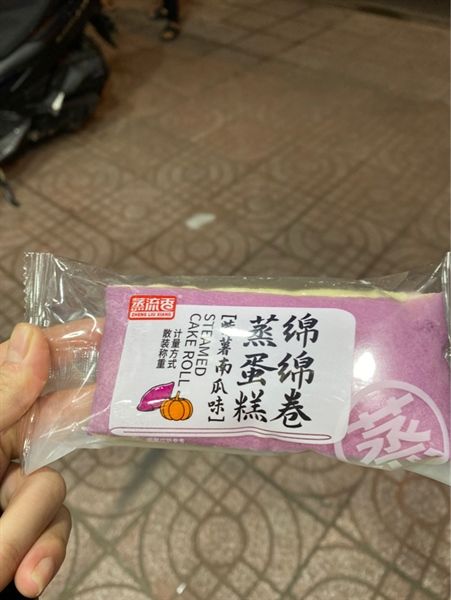 蒸流香
ZHENG LIU XIANG
绵绵卷
蒸蛋糕
[紫薯南瓜味]
STEAMED
CAKE ROLL
计量方式
散装称重
蒸